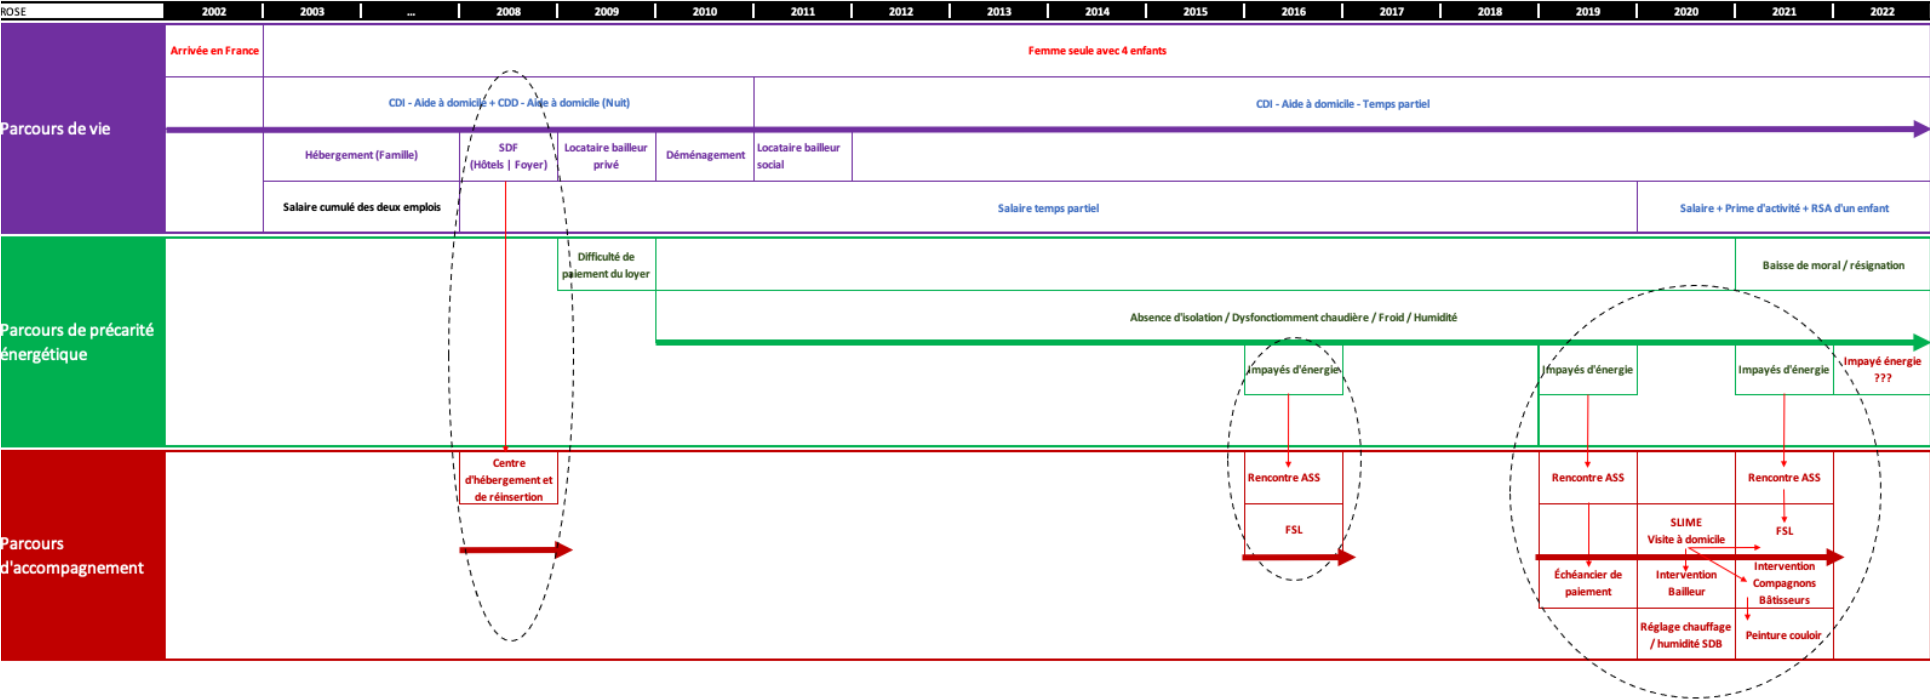 ROSE 2002 2003 ... 2008 2009 2010 2011 2012 2013 2014 2015 2016 2017 2018 2019 2020 2021 2022
Parcours de vie
Arrivée en France
Femme seule avec 4 enfants
CDI - Aide à domicile + CDD - Aide à domicile (Nuit)
CDI - Aide à domicile - Temps partiel
Hébergement (Famille)
SDF
(Hôtels | Foyer)
Locataire bailleur
privé
Déménagement
Locataire bailleur
social
Salaire cumulé des deux emplois
Salaire temps partiel
Salaire + Prime d'activité + RSA d'un enfant
Parcours de précarité
énergétique
Difficulté de
paiement du loyer
Baisse de moral / résignation
Absence d'isolation / Dysfonctiomment chaudière / Froid / Humidité
Impayés d'énergie
Impayés d'énergie
Impayés d'énergie
Impayé énergie
???
Parcours
d'accompagnement
Centre
d'hébergement et
de réinsertion
Rencontre ASS
FSL
Rencontre ASS
Échéancier de
paiement
SLIME
Visite à domicile
Intervention
Bailleur
Réglage chauffage
/ humidité SDB
Rencontre ASS
FSL
Intervention
Compagnons
Bâtisseurs
Peinture couloir